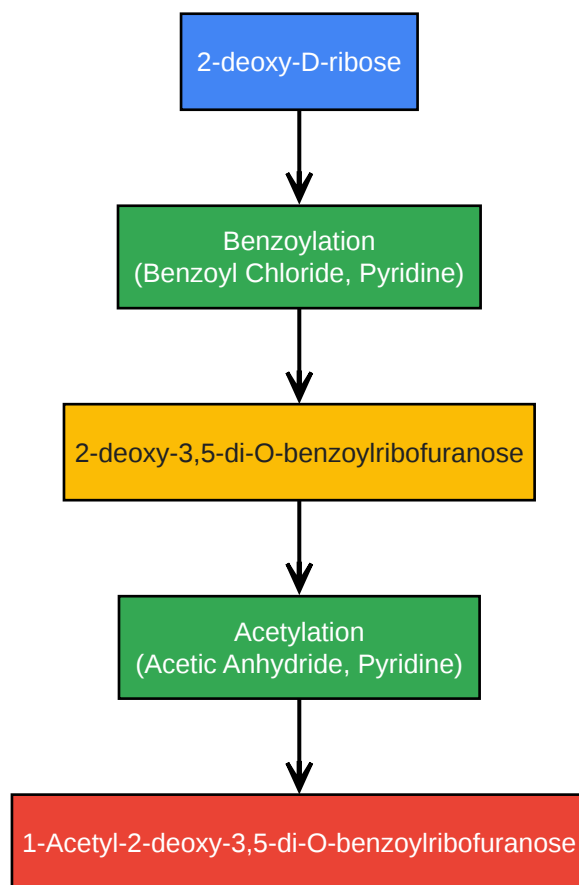 2-deoxy-D-ribose
Benzoylation
(Benzoyl Chloride, Pyridine)
2-deoxy-3,5-di-O-benzoylribofuranose
Acetylation
(Acetic Anhydride, Pyridine)
1-Acetyl-2-deoxy-3,5-di-O-benzoylribofuranose